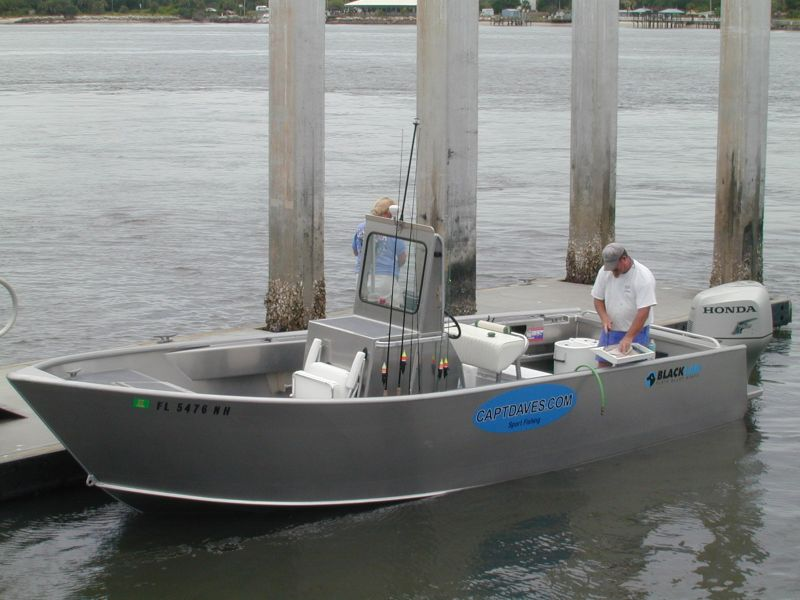 HONDA
BLACK
FL 5476 NH
CAPTDAVES.COM
Sport Fishing